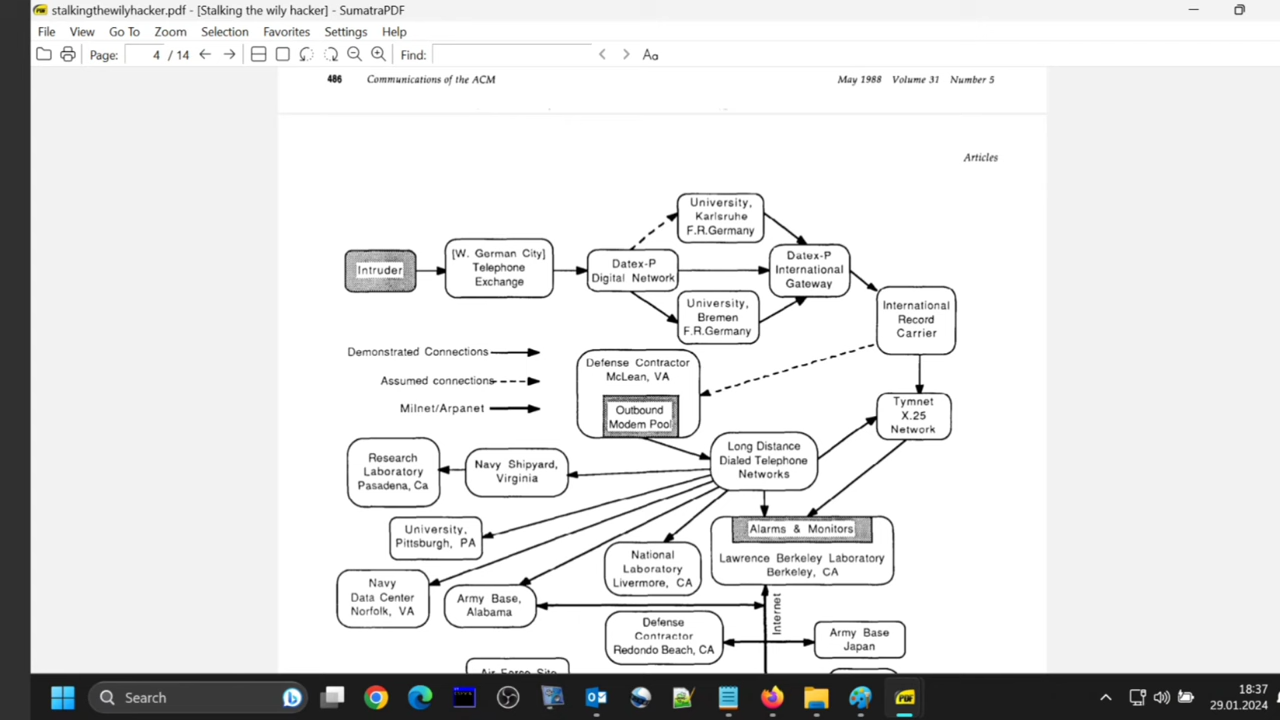 stalkingthewilyhacker.pdf - [Stalking the wily hacker] - SumatraPDF
File View Go To Zoom Selection Favorites Settings Help
Page: 4 / 14 Find: Aa
486 Communications of the ACM May 1988 Volume 31 Number 5
Articles
University,
Karlsruhe
F.R.Germany
Intruder
[W. German City]
Telephone
Exchange
Datex-P
Digital Network
Datex-P
International
Gateway
University,
Bremen
F.R.Germany
International
Record
Carrier
Demonstrated Connections
Assumed connections
Milnet/Arpanet
Defense Contractor
McLean, VA
Outbound
Modem Pool
Tymnet
X.25
Network
Long Distance
Dialed Telephone
Networks
Research
Laboratory
Pasadena, Ca
Navy Shipyard,
Virginia
University,
Pittsburgh, PA
Alarms & Monitors
Lawrence Berkeley Laboratory
Berkeley, CA
National
Laboratory
Livermore, CA
Navy
Data Center
Norfolk, VA
Army Base,
Alabama
Internet
Defense
Contractor
Redondo Beach, CA
Army Base
Japan
Air Force Site
Search
PDF
18:37
29.01.2024